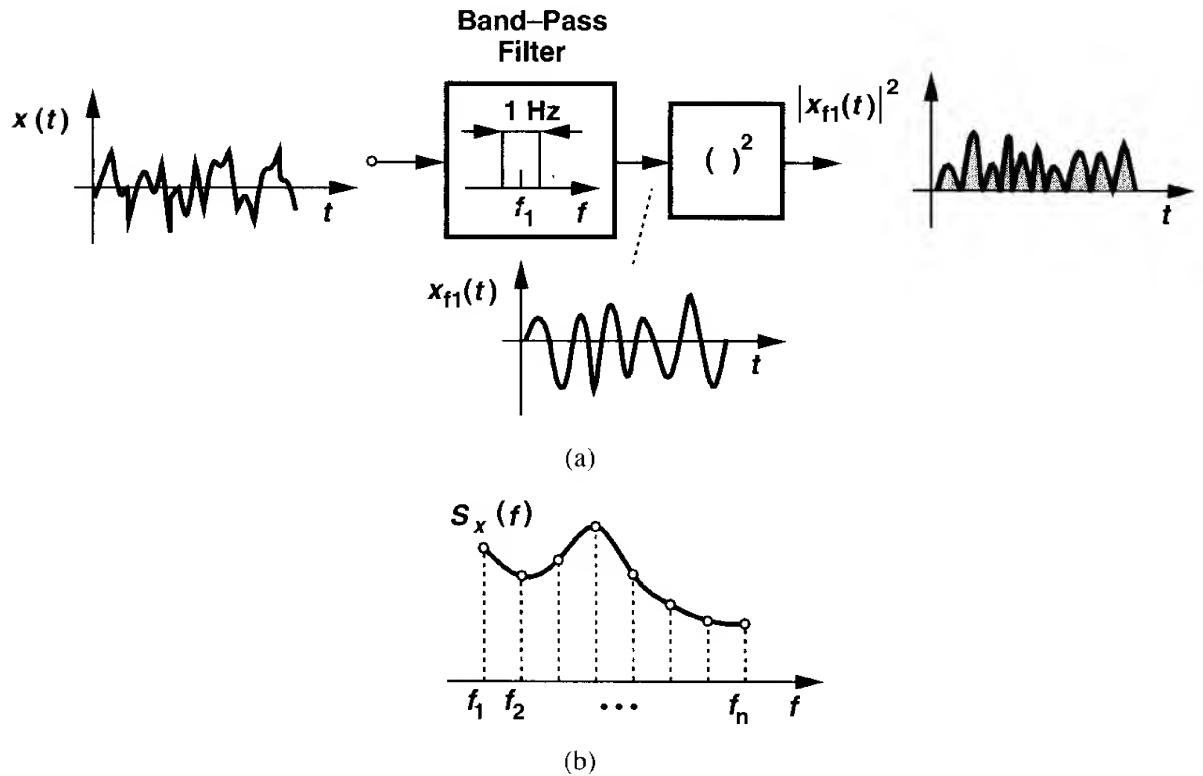 Band–Pass
Filter
x (t)
t
1 Hz
f1
f
( )2
|xf1(t)|2
t
xf1(t)
t
(a)
Sx (f)
f1
f2
•••
fn
f
(b)